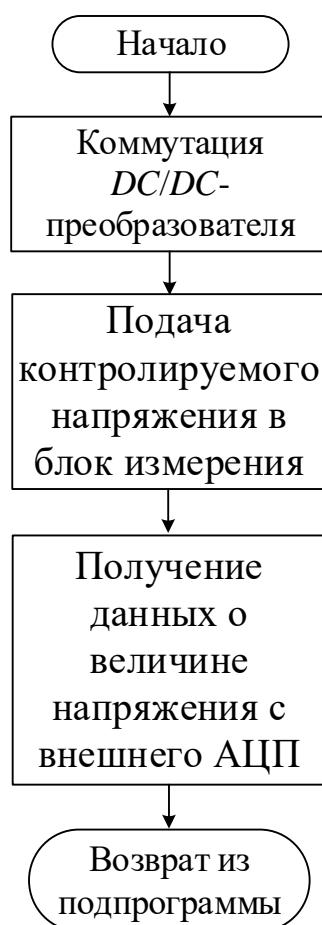 Начало
Коммутация
DC/DC-
преобразователя
Подача
контролируемого
напряжения в
блок измерения
Получение
данных о
величине
напряжения с
внешнего АЦП
Возврат из
подпрограммы